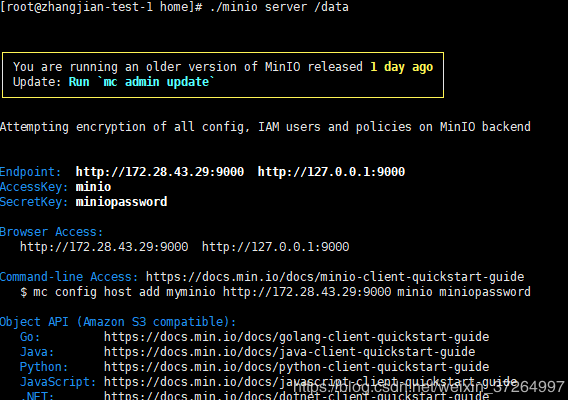 [root@zhangjian-test-1 home]# ./minio server /data
You are running an older version of MinIO released 1 day ago
Update: Run `mc admin update`
Attempting encryption of all config, IAM users and policies on MinIO backend
Endpoint: http://172.28.43.29:9000 http://127.0.0.1:9000
AccessKey: minio
SecretKey: miniopassword
Browser Access:
http://172.28.43.29:9000 http://127.0.0.1:9000
Command-line Access: https://docs.min.io/docs/minio-client-quickstart-guide
$ mc config host add myminio http://172.28.43.29:9000 minio miniopassword
Object API (Amazon S3 compatible):
Go: https://docs.min.io/docs/golang-client-quickstart-guide
Java: https://docs.min.io/docs/java-client-quickstart-guide
Python: https://docs.min.io/docs/python-client-quickstart-guide
JavaScript: https://docs.min.io/docs/javascript-client-quickstart-guide
https://blog.csdn.net/weixin_37264997
.NET: https://docs.min.io/docs/dotnet-client-quickstart-guide